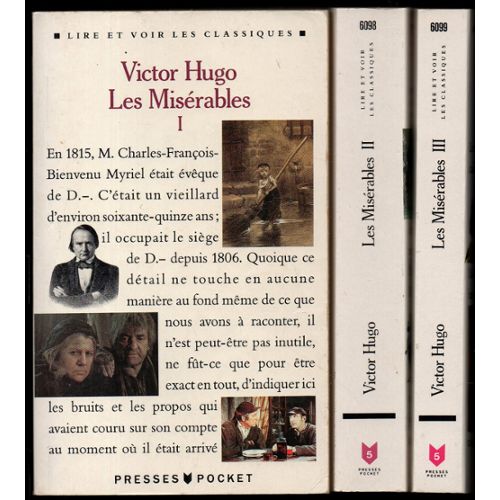 ■ LIRE ET VOIR LES CLASSIQUES ■
Victor Hugo
Les Misérables
I
En 1815, M. Charles-François-
Bienvenu Myriel était évêque
de D.–. C'était un vieillard
d'environ soixante-quinze ans ;
il occupait le siège
de D.– depuis 1806. Quoique ce
détail ne touche en aucune
manière au fond même de ce que
nous avons à raconter, il
n'est peut-être pas inutile,
ne fût-ce que pour être
exact en tout, d'indiquer ici
les bruits et les propos qui
avaient couru sur son compte
au moment où il était arrivé
PRESSES POCKET
6098
LIRE ET VOIR
LES CLASSIQUES
Les Misérables II
Victor Hugo
5
PRESSES
POCKET
6099
LIRE ET VOIR
LES CLASSIQUES
Les Misérables III
Victor Hugo
5
PRESSES
POCKET